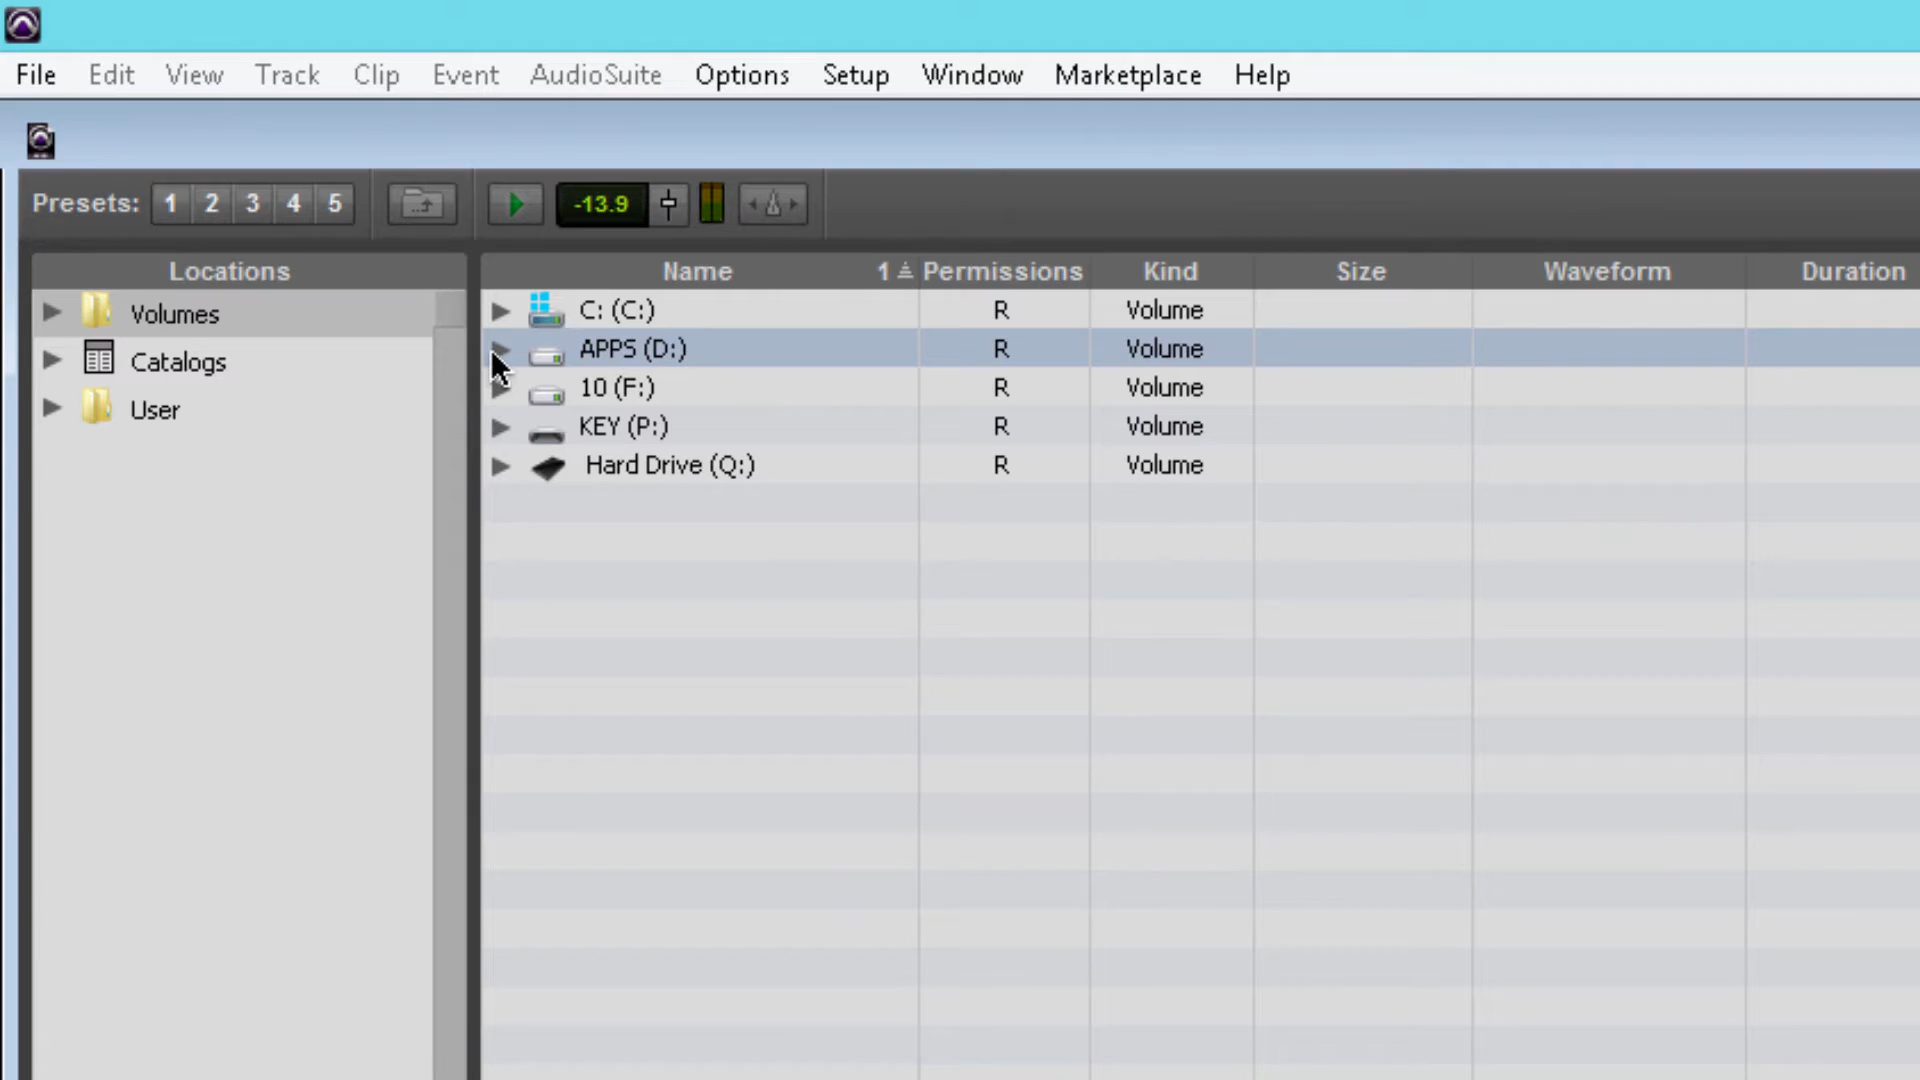 File Edit View Track Clip Event AudioSuite Options Setup Window Marketplace Help
Presets: 1 2 3 4 5 -13.9
Locations Name 1 Permissions Kind Size Waveform Duration
Volumes
Catalogs
User
C: (C:) R Volume
APPS (D:) R Volume
10 (F:) R Volume
KEY (P:) R Volume
Hard Drive (Q:) R Volume